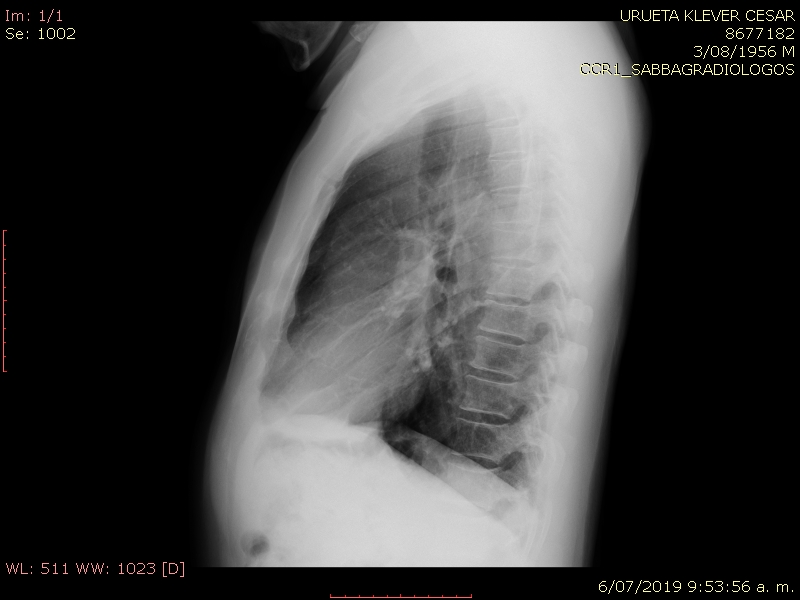 Im: 1/1
Se: 1002
URUETA KLEVER CESAR
8677182
3/08/1956 M
CCR1_SABBAGRADIOLOGOS
WL: 511 WW: 1023 [D]
6/07/2019 9:53:56 a. m.